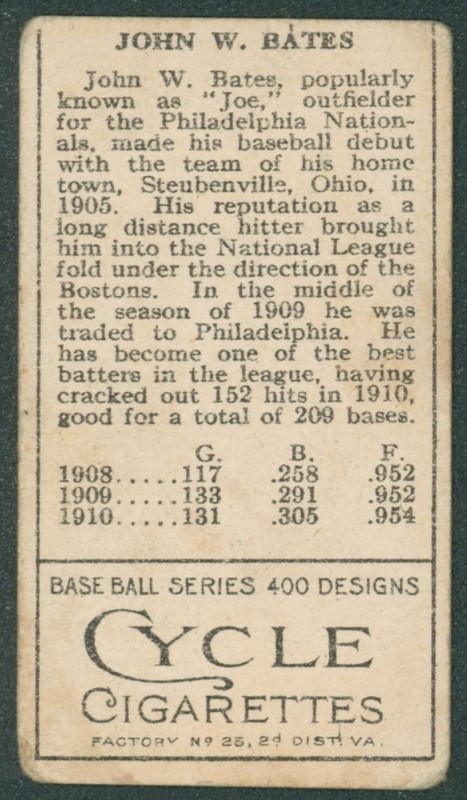 JOHN W. BATES
John W. Bates, popularly
known as "Joe," outfielder
for the Philadelphia Nation-
als, made his baseball debut
with the team of his home
town, Steubenville, Ohio, in
1905. His reputation as a
long distance hitter brought
him into the National League
fold under the direction of the
Bostons. In the middle of
the season of 1909 he was
traded to Philadelphia. He
has become one of the best
batters in the league, having
cracked out 152 hits in 1910,
good for a total of 209 bases.
G. B. F.
1908.....117 .258 .952
1909.....133 .291 .952
1910.....131 .305 .954
BASE BALL SERIES 400 DESIGNS
CYCLE
CIGARETTES
FACTORY Nº 25, 2d DIST. VA.